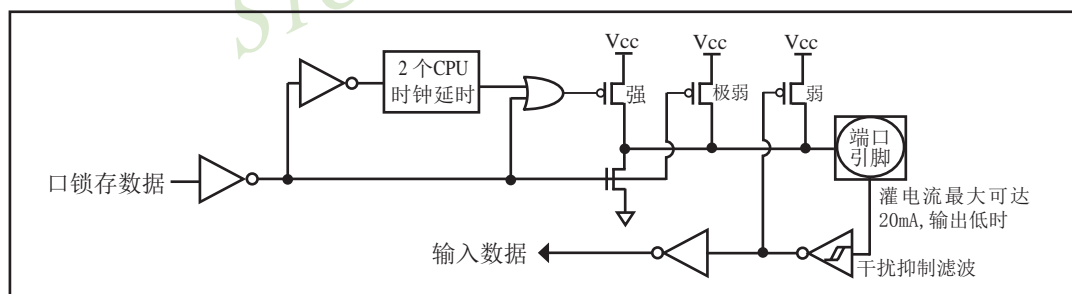 STC
Vcc
Vcc
Vcc
2个CPU
时钟延时
强
极弱
弱
端口
引脚
口锁存数据
灌电流最大可达
20mA,输出低时
输入数据
干扰抑制滤波